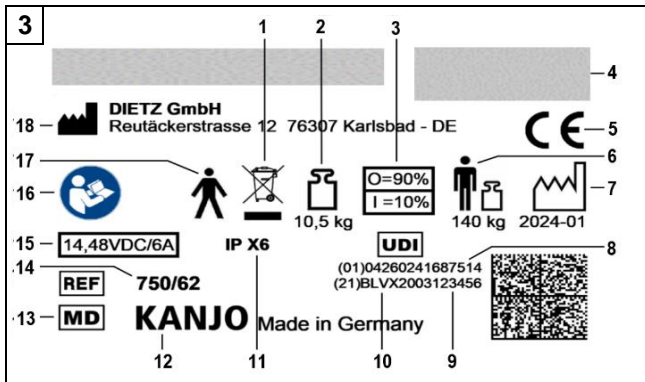 3
1 2 3
4
DIETZ GmbH
18 Reutäckerstrasse 12 76307 Karlsbad - DE
CE 5
17 6
O=90%
I =10%
16 7
10,5 kg 140 kg 2024-01
15 14,48VDC/6A IP X6 UDI 8
(01)04260241687514
14 REF 750/62 (21)BLVX2003123456
13 MD KANJO Made in Germany
12 11 10 9